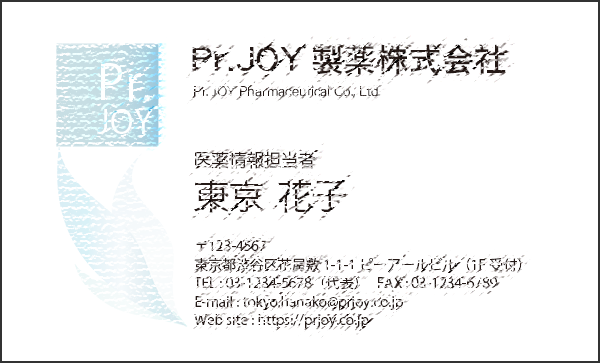 Pr.
JOY
Pr.JOY 製薬株式会社
Pr. JOY Pharmaceutical Co., Ltd.
医薬情報担当者
東京 花子
〒123-4567
東京都渋谷区花屋敷 1-1-1 ピーアールビル (1F 受付)
TEL : 03-1234-5678 (代表) FAX : 03-1234-6789
E-mail : tokyo.hanako@prjoy.co.jp
Web site : https://prjoy.co.jp